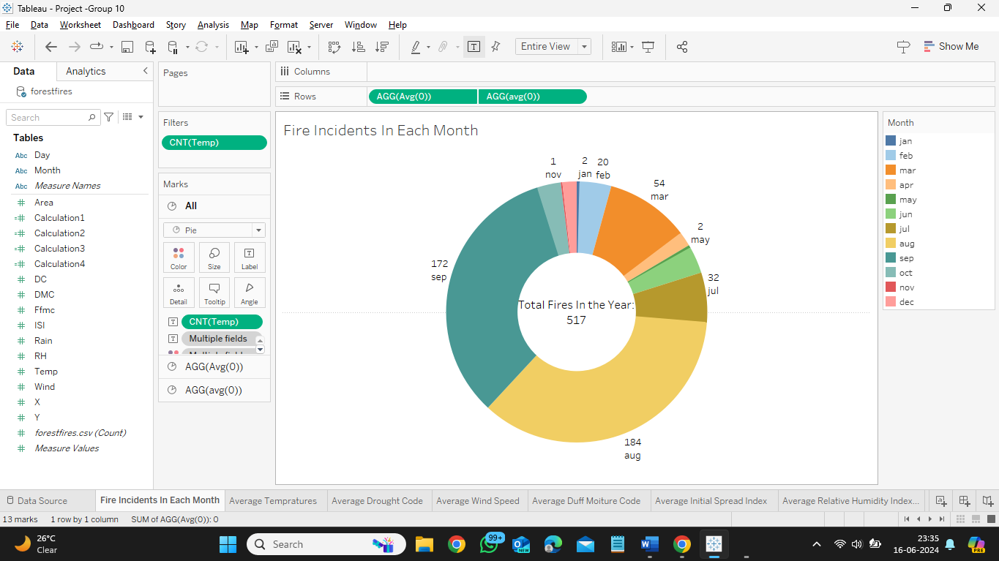 Tableau - Project -Group 10
File Data Worksheet Dashboard Story Analysis Map Format Server Window Help
Entire View
Show Me
Data Analytics
forestfires
Search
Tables
Abc Day
Abc Month
Abc Measure Names
Area
Calculation1
Calculation2
Calculation3
Calculation4
DC
DMC
Ffmc
ISI
Rain
RH
Temp
Wind
X
Y
forestfires.csv (Count)
Measure Values
Pages
Filters
CNT(Temp)
Marks
All
Pie
Color Size Label
Detail Tooltip Angle
CNT(Temp)
Multiple fields
AGG(Avg(0))
AGG(avg(0))
Columns
Rows AGG(Avg(0)) AGG(avg(0))
Fire Incidents In Each Month
1
nov
2
jan
20
feb
54
mar
2
may
32
jul
184
aug
172
sep
Total Fires In the Year:
517
Month
jan
feb
mar
apr
may
jun
jul
aug
sep
oct
nov
dec
Data Source Fire Incidents In Each Month Average Tempratures Average Drought Code Average Wind Speed Average Duff Moiture Code Average Initial Spread Index Average Relative Humidity Index...
13 marks 1 row by 1 column SUM of AGG(Avg(0)): 0
26°C
Clear
Search
99+
NEW
23:35
16-06-2024
PRE